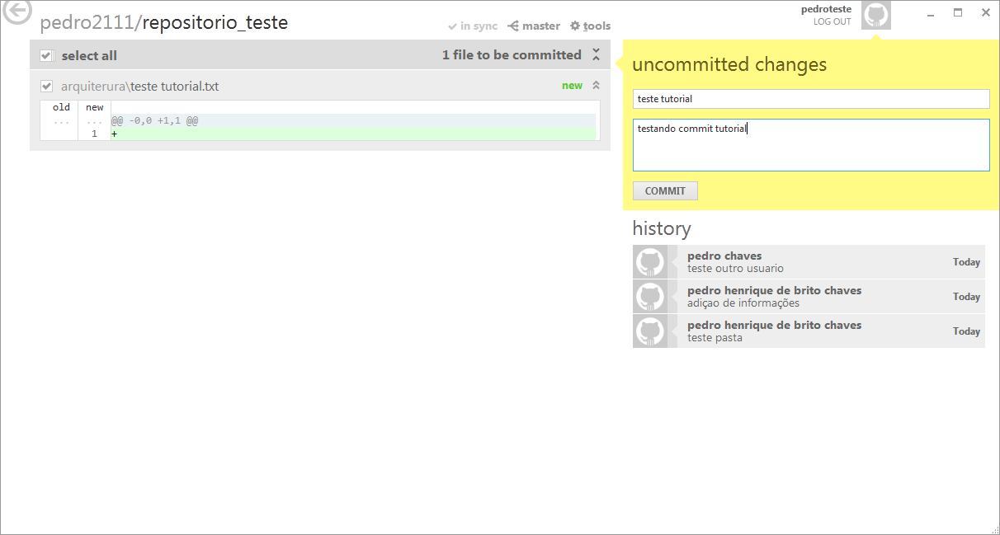 pedro2111/repositorio_teste
in sync master tools
pedroteste
LOG OUT
select all 1 file to be committed
arquiterura\teste tutorial.txt new
old new
... ... @@ -0,0 +1,1 @@
1 +
uncommitted changes
teste tutorial
testando commit tutorial
COMMIT
history
pedro chaves
teste outro usuario
Today
pedro henrique de brito chaves
adiçao de informações
Today
pedro henrique de brito chaves
teste pasta
Today